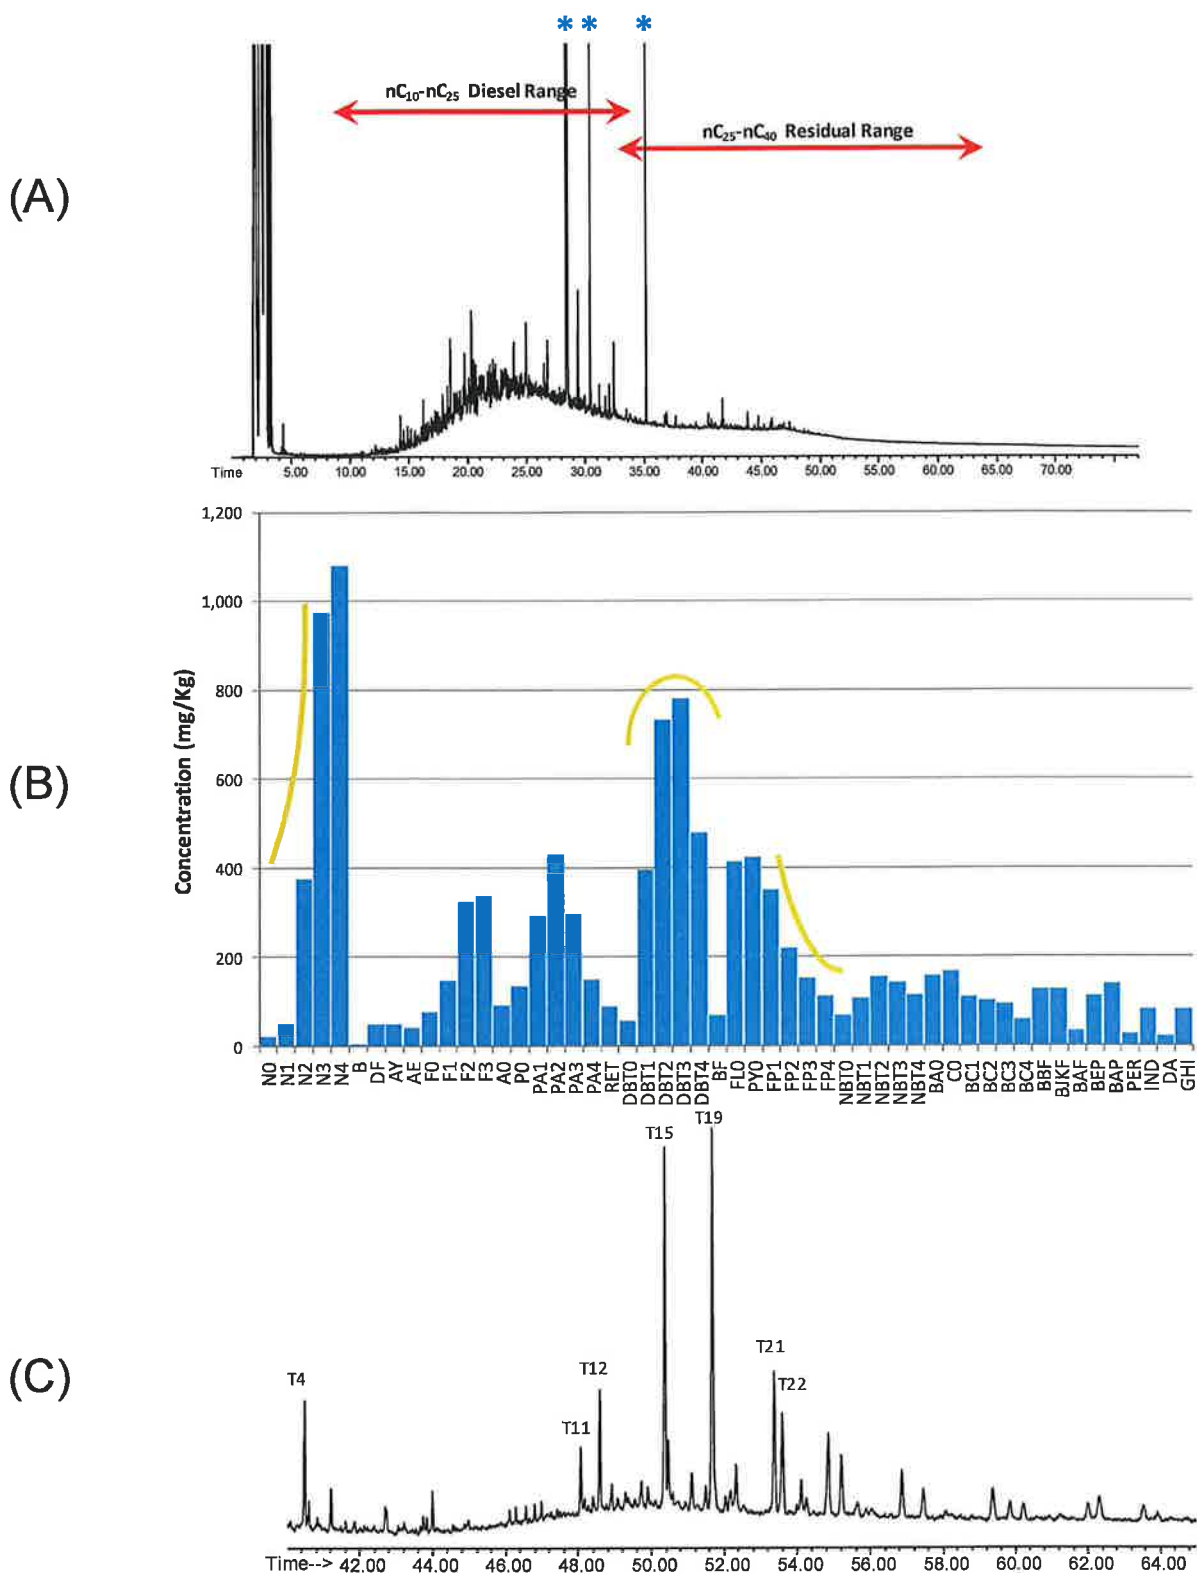 * * *
(A)
nC₁₀-nC₂₅ Diesel Range
nC₂₅-nC₄₀ Residual Range
Time 5.00 10.00 15.00 20.00 25.00 30.00 35.00 40.00 45.00 50.00 55.00 60.00 65.00 70.00
(B)
Concentration (mg/Kg)
1,200
1,000
800
600
400
200
0
N0 N1 N2 N3 N4 B DF AY AE F0 F1 F2 F3 A0 P0 PA1 PA2 PA3 PA4 RET DBT0 DBT1 DBT2 DBT3 DBT4 BF FL0 PY0 FP1 FP2 FP3 FP4 NBT0 NBT1 NBT2 NBT3 NBT4 BA0 C0 BC1 BC2 BC3 BC4 BBF BJKF BAF BEP BAP PER IND DA GHI
(C)
T4
T11
T12
T15
T19
T21
T22
Time--> 42.00 44.00 46.00 48.00 50.00 52.00 54.00 56.00 58.00 60.00 62.00 64.00